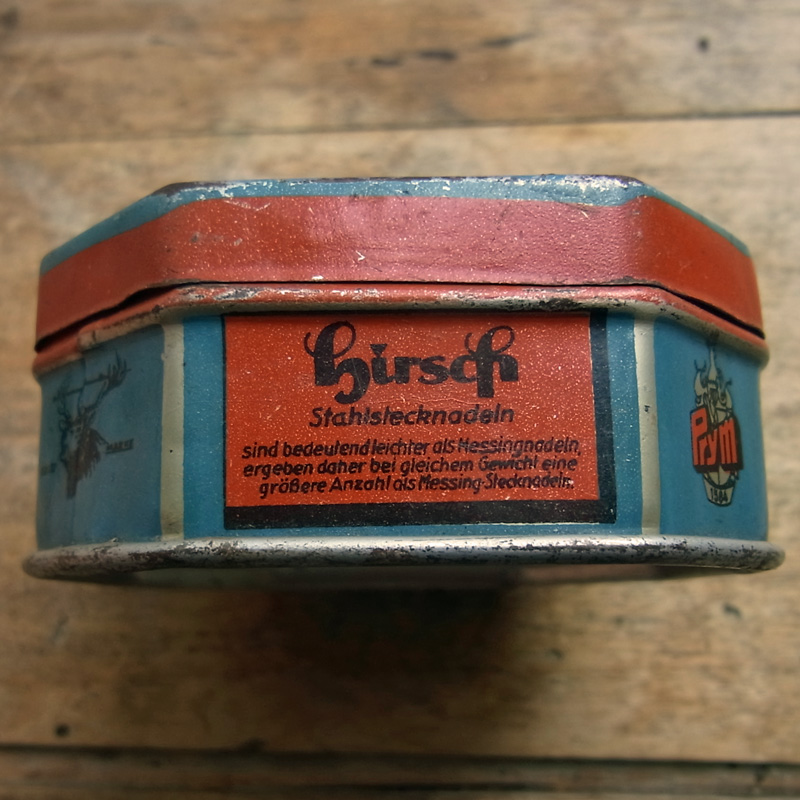 Hirsch
Stahlstecknadeln
sind bedeutend leichter als Messingnadeln,
ergeben daher bei gleichem Gewicht eine
größere Anzahl als Messing-Stecknadeln.
Prym